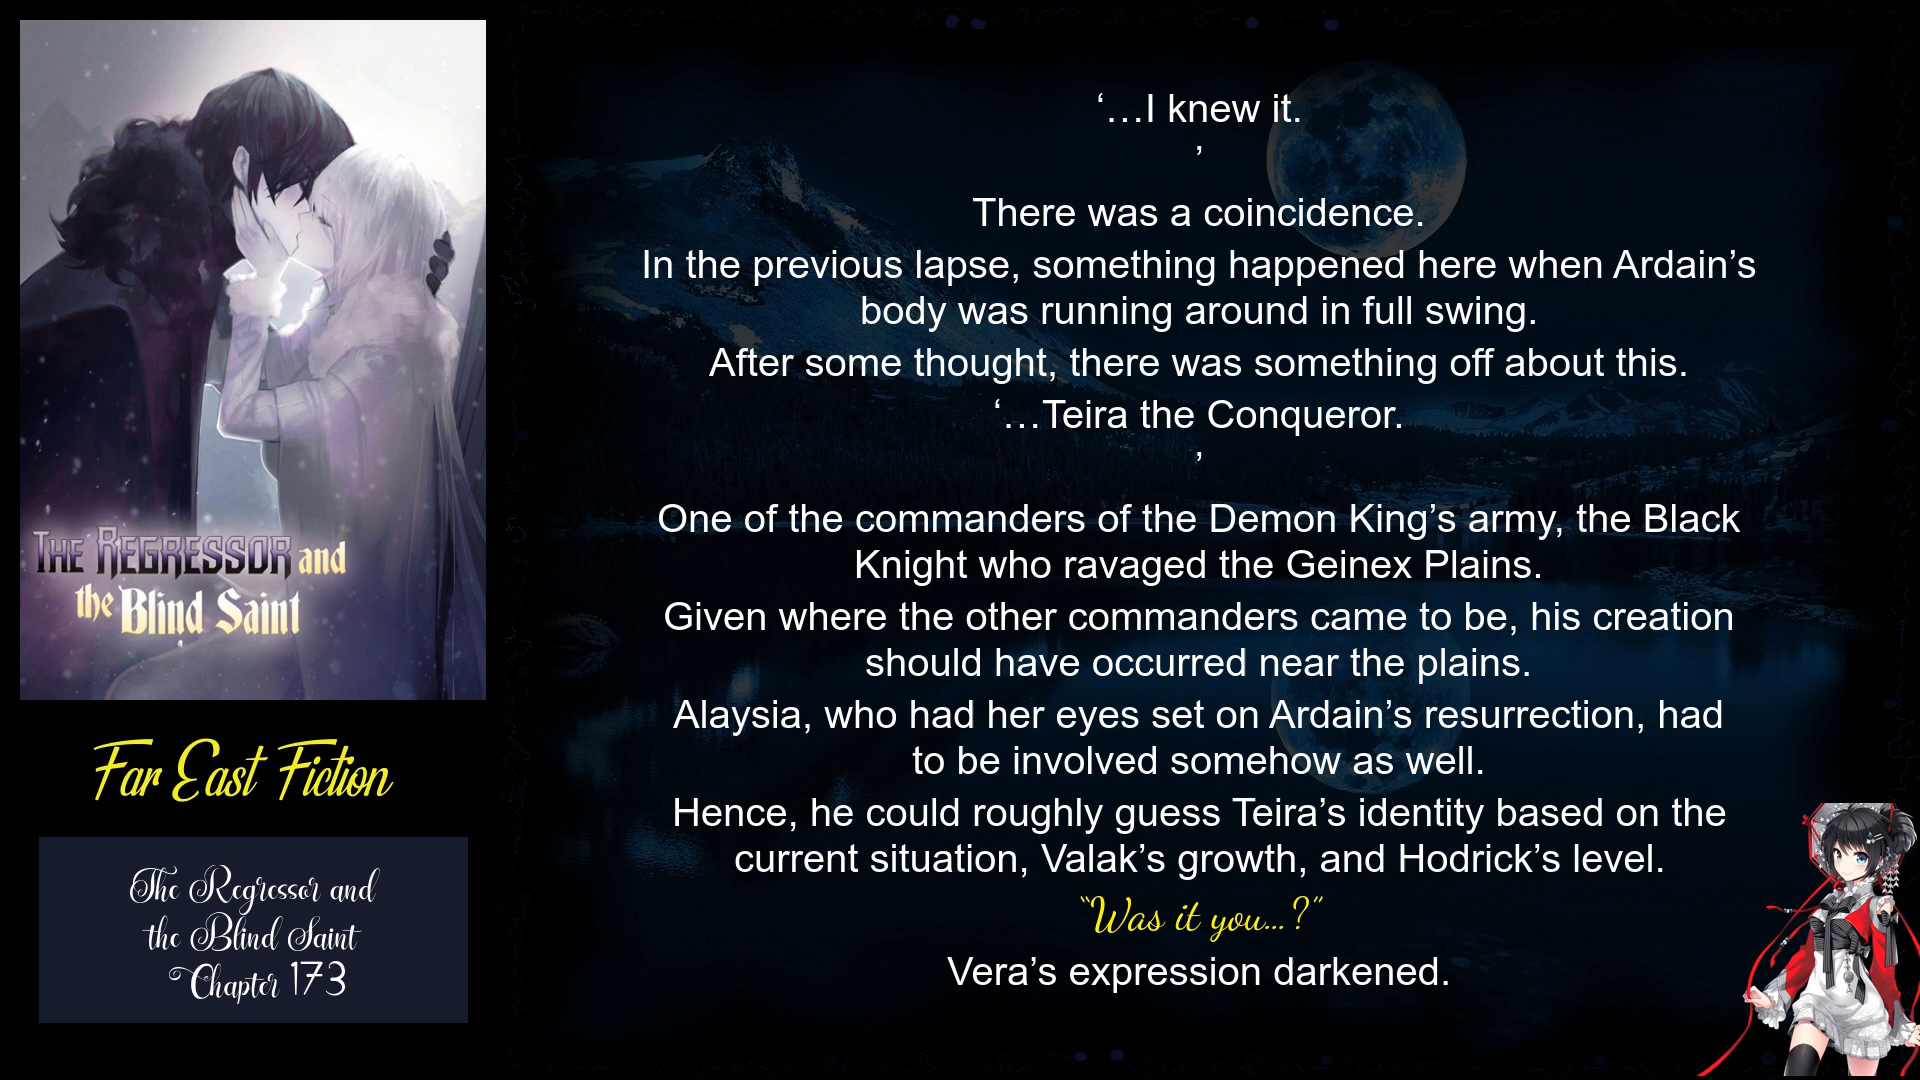 THE REGRESSOR and
the Blind Saint
Far East Fiction
The Regressor and
the Blind Saint
Chapter 173
‘…I knew it.
’
There was a coincidence.
In the previous lapse, something happened here when Ardain’s
body was running around in full swing.
After some thought, there was something off about this.
‘…Teira the Conqueror.
’
One of the commanders of the Demon King’s army, the Black
Knight who ravaged the Geinex Plains.
Given where the other commanders came to be, his creation
should have occurred near the plains.
Alaysia, who had her eyes set on Ardain’s resurrection, had
to be involved somehow as well.
Hence, he could roughly guess Teira’s identity based on the
current situation, Valak’s growth, and Hodrick’s level.
“Was it you…?”
Vera’s expression darkened.